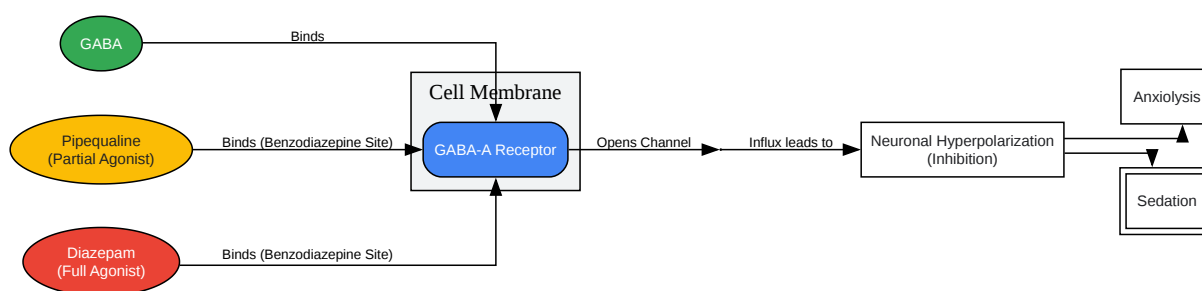 GABA
Binds
Cell Membrane
Pipequaline
(Partial Agonist)
Binds (Benzodiazepine Site)
GABA-A Receptor
Opens Channel
Influx leads to
Neuronal Hyperpolarization
(Inhibition)
Anxiolysis
Sedation
Diazepam
(Full Agonist)
Binds (Benzodiazepine Site)